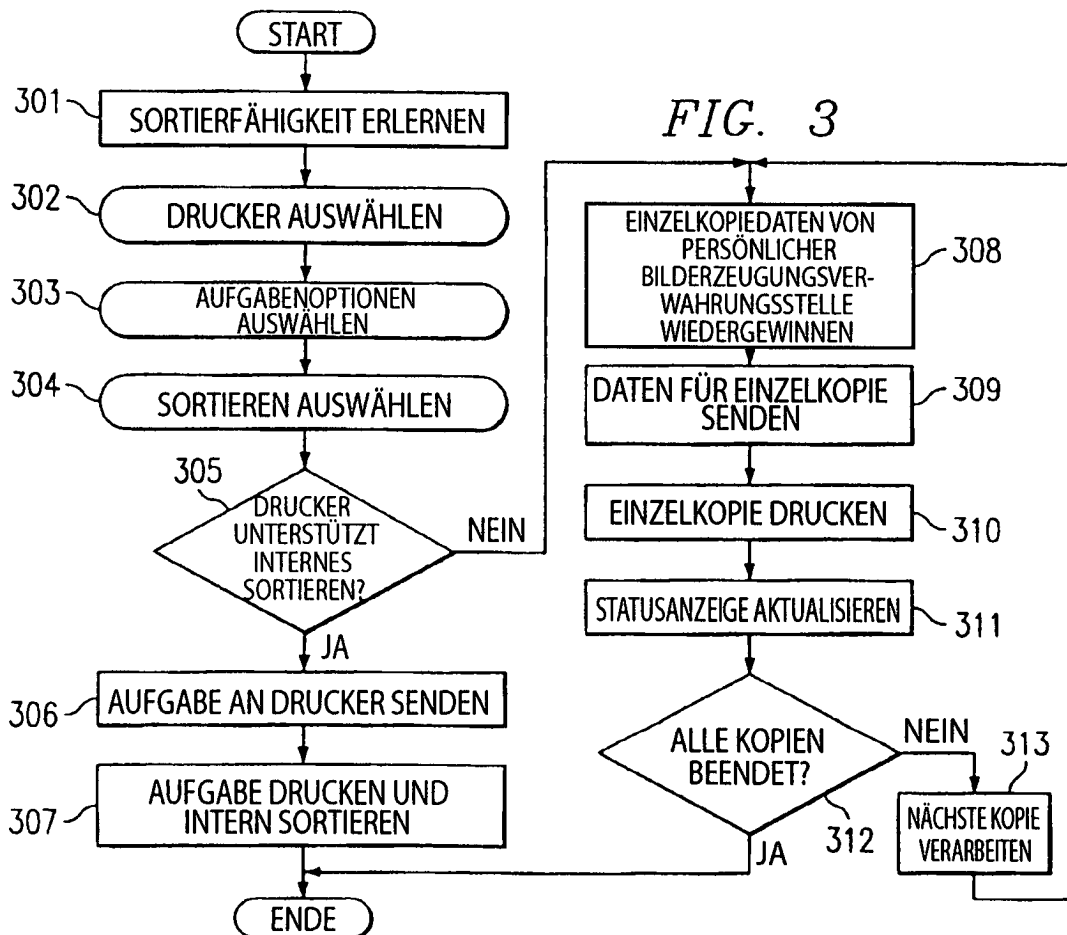 START
301
SORTIERFÄHIGKEIT ERLERNEN
302
DRUCKER AUSWÄHLEN
303
AUFGABENOPTIONEN
AUSWÄHLEN
304
SORTIEREN AUSWÄHLEN
305
DRUCKER
UNTERSTÜTZT
INTERNES
SORTIEREN?
NEIN
JA
306
AUFGABE AN DRUCKER SENDEN
307
AUFGABE DRUCKEN UND
INTERN SORTIEREN
ENDE
FIG. 3
EINZELKOPIEDATEN VON
PERSÖNLICHER
BILDERZEUGUNGSVER-
WAHRUNGSSTELLE
WIEDERGEWINNEN
308
DATEN FÜR EINZELKOPIE
SENDEN
309
EINZELKOPIE DRUCKEN
310
STATUSANZEIGE AKTUALISIEREN
311
ALLE KOPIEN
BEENDET?
312
NEIN
JA
313
NÄCHSTE KOPIE
VERARBEITEN